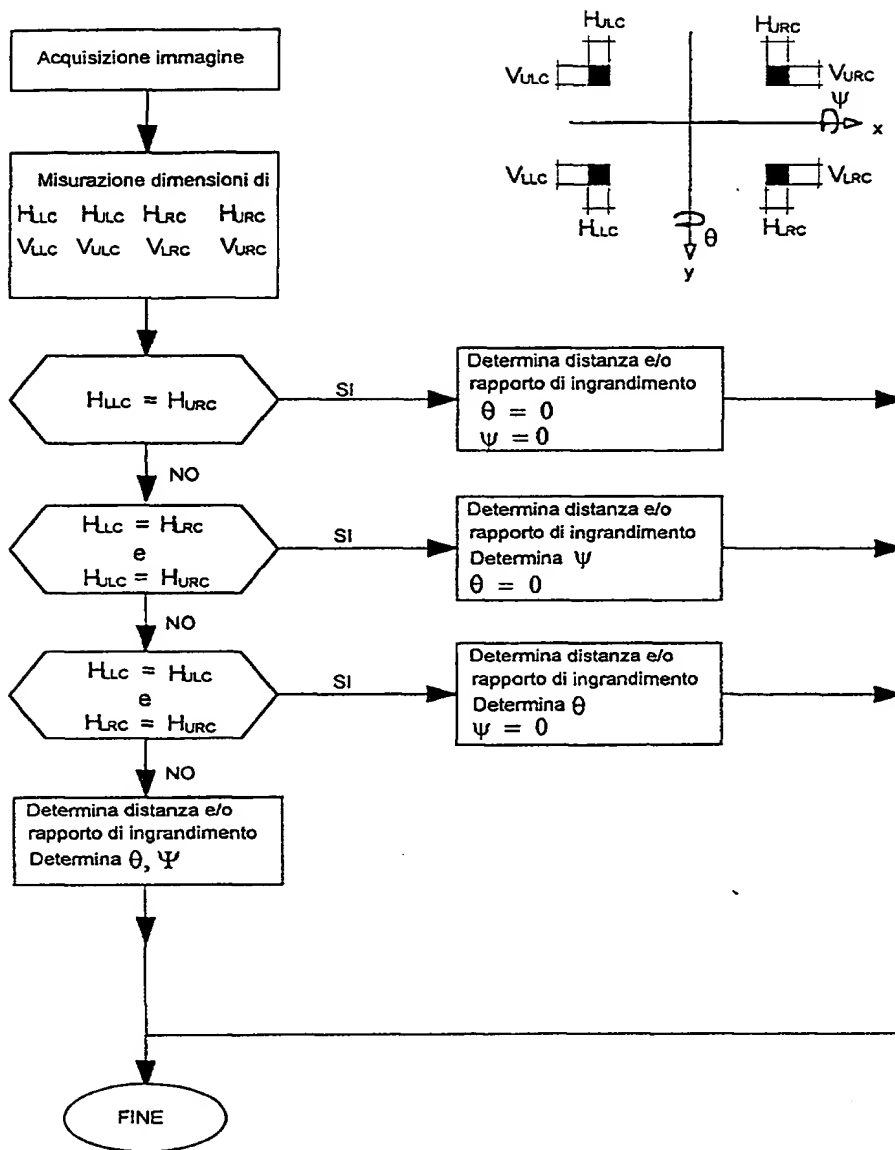 Acquisizione immagine
Misurazione dimensioni di
HLLC HULC HLRC HURC
VLLC VULC VLRC VURC
HULC HURC
VULC VURC
ψ
x
VLLC VLRC
HLLC HLRC
θ
y
HLLC = HURC
SI
Determina distanza e/o
rapporto di ingrandimento
θ = 0
ψ = 0
NO
HLLC = HLRC
e
HULC = HURC
SI
Determina distanza e/o
rapporto di ingrandimento
Determina ψ
θ = 0
NO
HLLC = HULC
e
HLRC = HURC
SI
Determina distanza e/o
rapporto di ingrandimento
Determina θ
ψ = 0
NO
Determina distanza e/o
rapporto di ingrandimento
Determina θ, Ψ
FINE